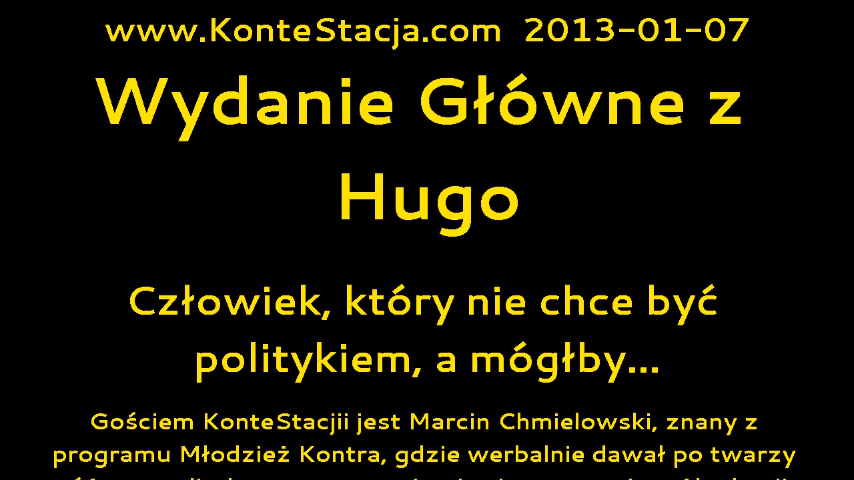 www.KonteStacja.com 2013-01-07
Wydanie Główne z
Hugo
Człowiek, który nie chce być
politykiem, a mógłby...
Gościem KonteStacjii jest Marcin Chmielowski, znany z
programu Młodzież Kontra, gdzie werbalnie dawał po twarzy